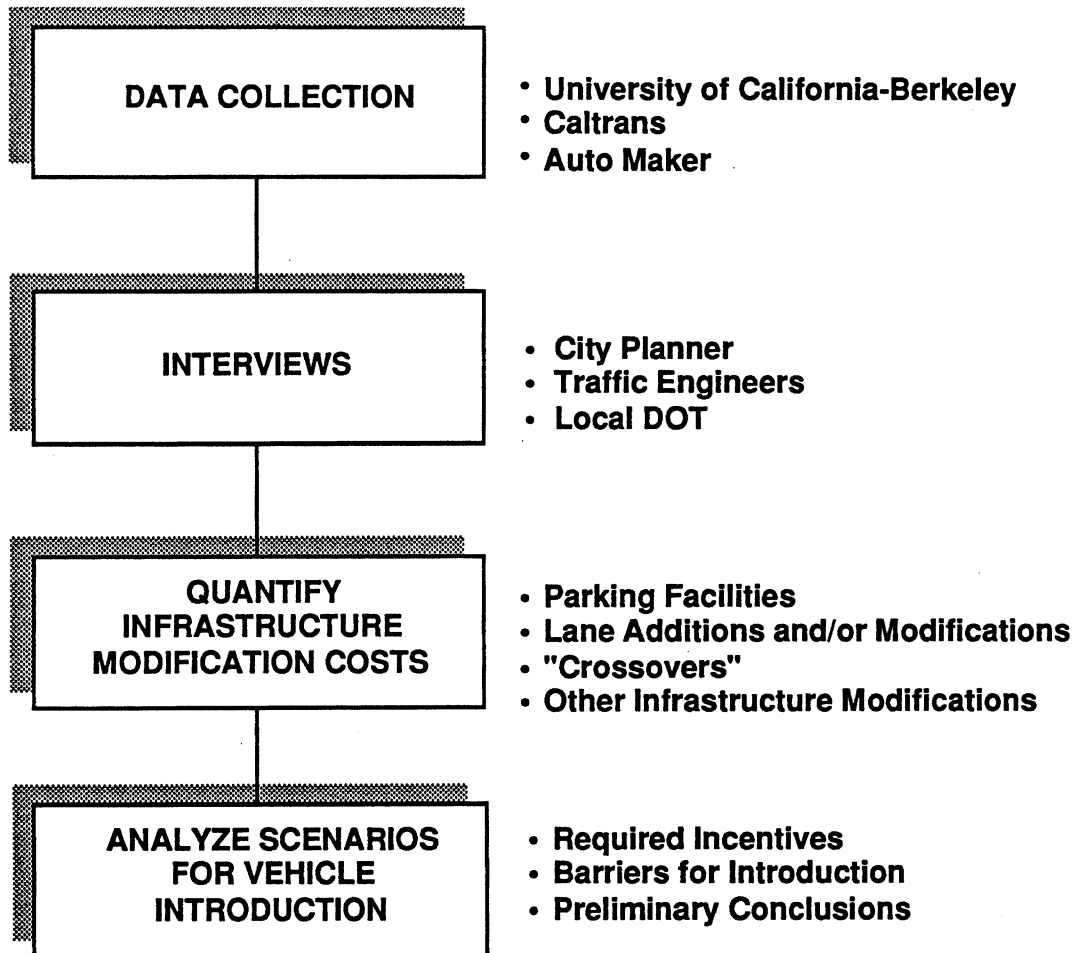 DATA COLLECTION
• University of California-Berkeley
• Caltrans
• Auto Maker
INTERVIEWS
• City Planner
• Traffic Engineers
• Local DOT
QUANTIFY
INFRASTRUCTURE
MODIFICATION COSTS
• Parking Facilities
• Lane Additions and/or Modifications
• "Crossovers"
• Other Infrastructure Modifications
ANALYZE SCENARIOS
FOR VEHICLE
INTRODUCTION
• Required Incentives
• Barriers for Introduction
• Preliminary Conclusions